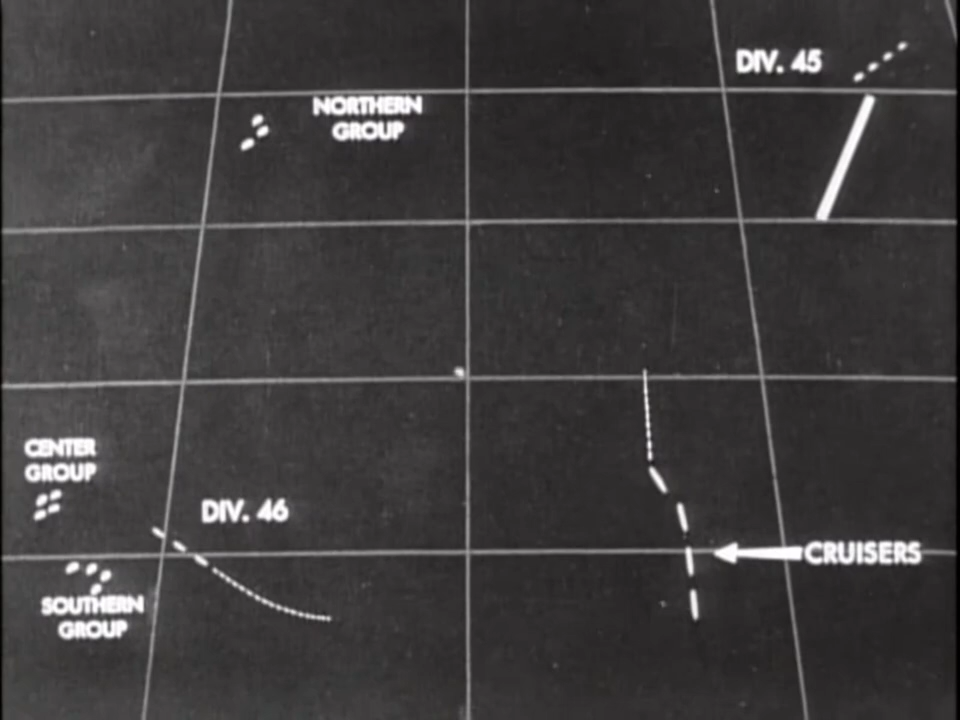 DIV. 45
NORTHERN
GROUP
CENTER
GROUP
DIV. 46
CRUISERS
SOUTHERN
GROUP